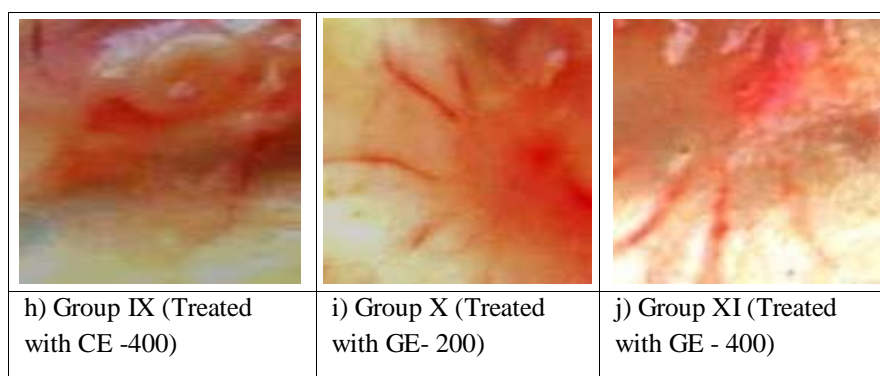 h) Group IX (Treated
with CE -400)
i) Group X (Treated
with GE- 200)
j) Group XI (Treated
with GE - 400)